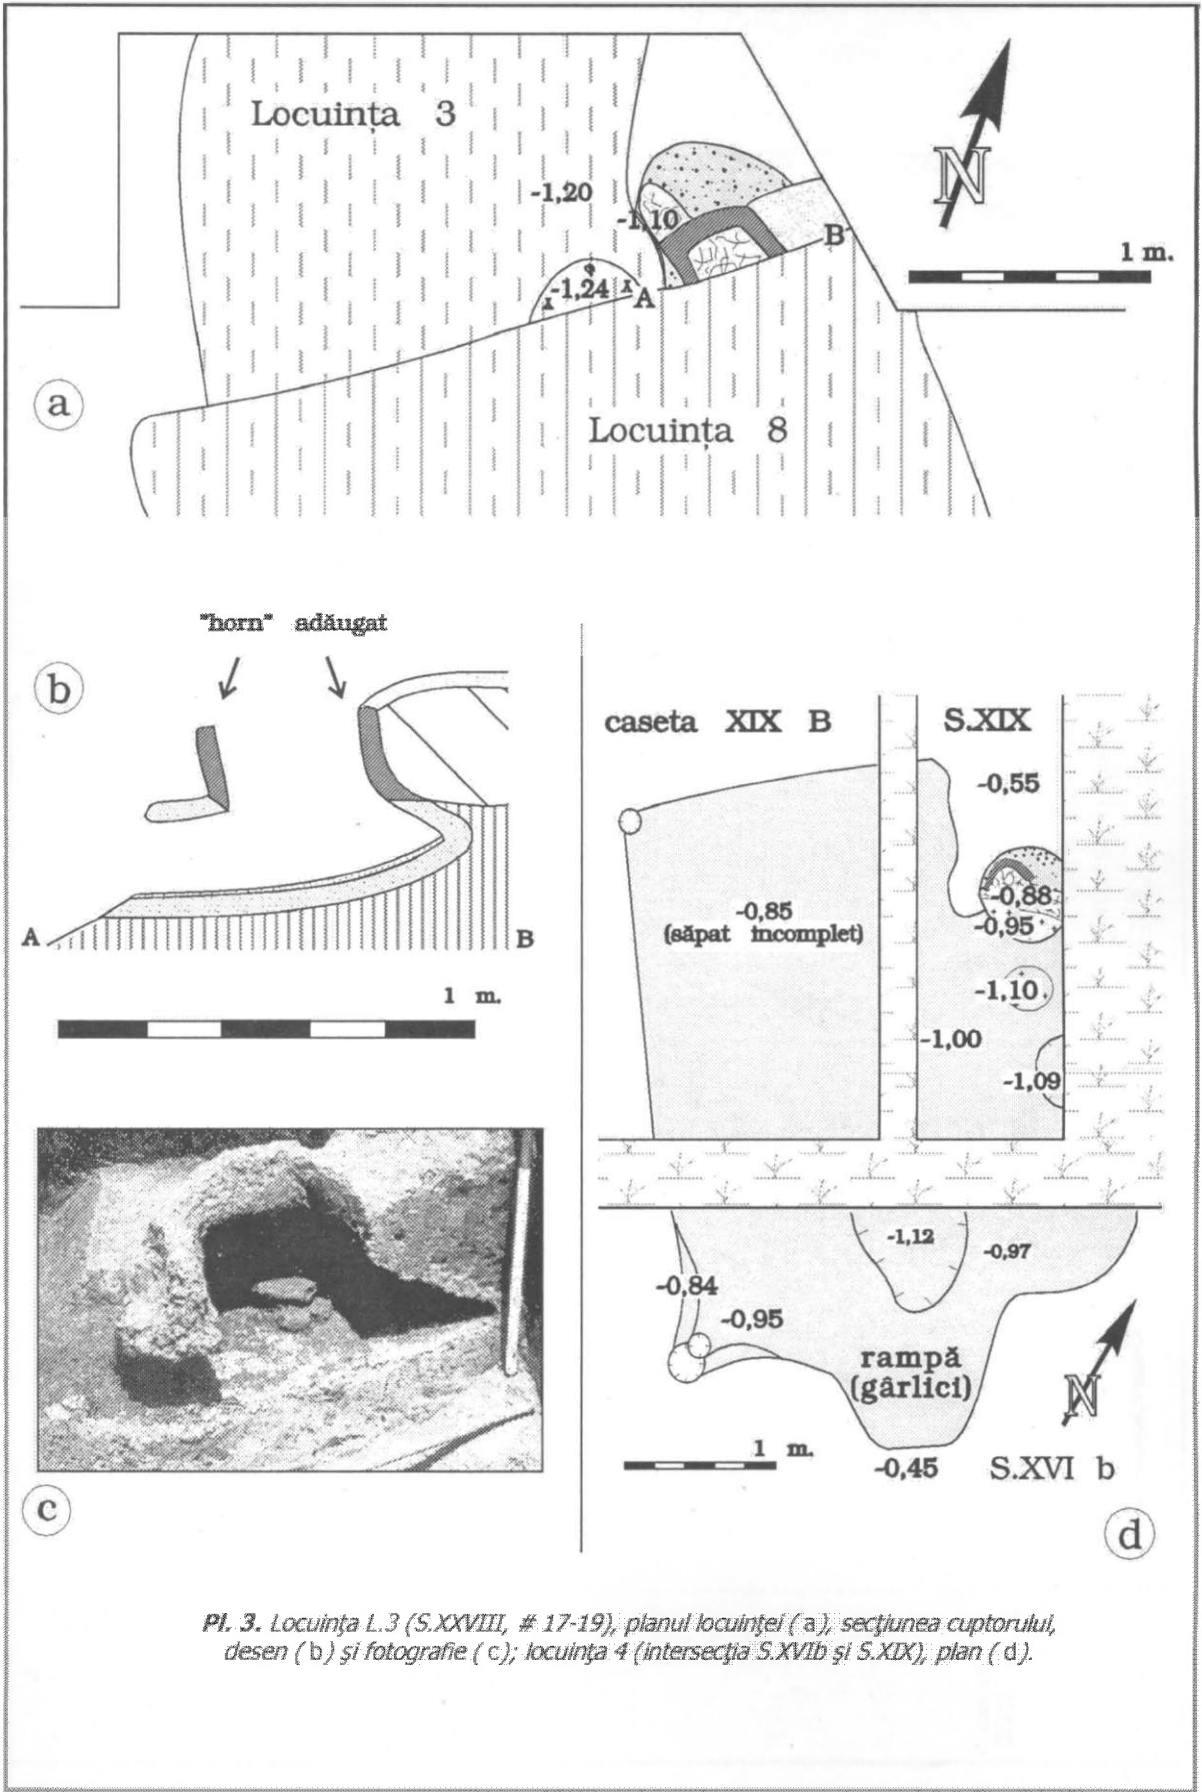 Locuința 3
-1,20
-1,10
B
-1,24
A
N
1 m.
a
Locuința 8
"horn" adăugat
b
A
B
1 m.
caseta XIX B
S.XIX
-0,55
-0,88
-0,85
(săpat incomplet)
-0,95
-1,10
-1,00
-1,09
-1,12
-0,97
-0,84
-0,95
rampă
(gârlici)
N
1 m.
-0,45
S.XVI b
c
d
Pl. 3. Locuința L.3 (S.XXVIII, # 17-19), planul locuinței ( a), secțiunea cuptorului,
desen ( b) şi fotografie ( c); locuința 4 (intersecția S.XVIb şi S.XIX), plan ( d).